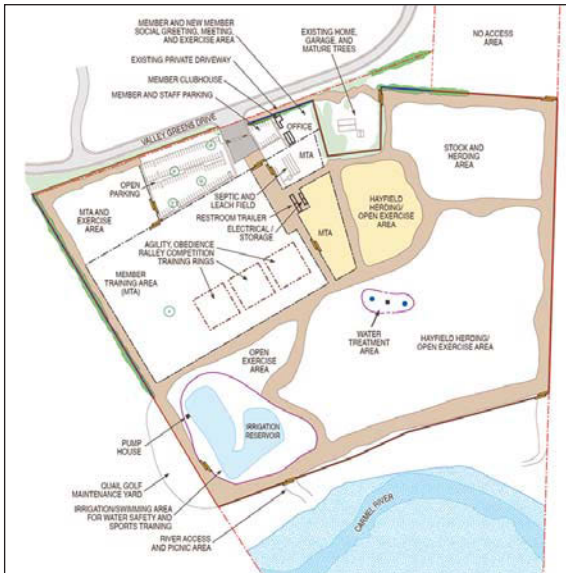 MEMBER AND NEW MEMBER
SOCIAL GREETING, MEETING,
AND EXERCISE AREA
EXISTING PRIVATE DRIVEWAY
MEMBER CLUBHOUSE
MEMBER AND STAFF PARKING
EXISTING HOME,
GARAGE, AND
MATURE TREES
NO ACCESS
AREA
VALLEY GREENS DRIVE
OFFICE
MTA
STOCK AND
HERDING AREA
OPEN
PARKING
SEPTIC AND
LEACH FIELD
RESTROOM TRAILER
ELECTRICAL /
STORAGE
MTA
HAYFIELD
HERDING/
OPEN EXERCISE
AREA
MTA AND
EXERCISE
AREA
AGILITY, OBEDIENCE
RALLEY COMPETITION
TRAINING RINGS
MEMBER
TRAINING AREA
(MTA)
WATER
TREATMENT
AREA
HAYFIELD HERDING/
OPEN EXERCISE AREA
OPEN
EXERCISE
AREA
IRRIGATION
RESERVOIR
PUMP
HOUSE
QUAIL GOLF
MAINTENANCE YARD
IRRIGATION/SWIMMING AREA
FOR WATER SAFETY AND
SPORTS TRAINING
RIVER ACCESS
AND PICNIC AREA
CARMEL RIVER